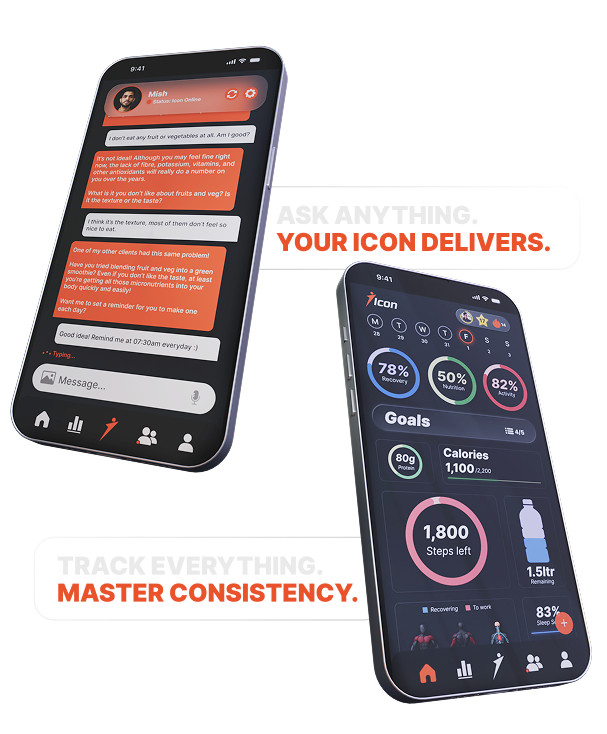 9:41
Mish
Status: Icon Online
I don't eat any fruit or vegetables at all. Am I good?
It's not ideal! Although you may feel fine right
now, the lack of fibre, potassium, vitamins, and
other antioxidants will really do a number on
you over the years.
What is it you don't like about fruits and veg? Is
it the texture or the taste?
I think it's the texture, most of them don't feel so
nice to eat.
One of my other clients had this same problem!
Have you tried blending fruit and veg into a green
smoothie? Even if you don't like the taste, at least
you're getting all those micronutrients into your
body quickly and easily!
Want me to set a reminder for you to make one
each day?
Good idea! Remind me at 07:30am everyday :)
Typing...
Message...
ASK ANYTHING.
YOUR ICON DELIVERS.
9:41
Icon
14
M T W T F S S
28 29 30 31 1 2 3
78%
Recovery
50%
Nutrition
82%
Activity
Goals
4/5
80g
Protein
Calories
1,100/2,200
1,800
Steps left
1.5ltr
Remaining
Recovering
To work
83%
Sleep
+
TRACK EVERYTHING.
MASTER CONSISTENCY.